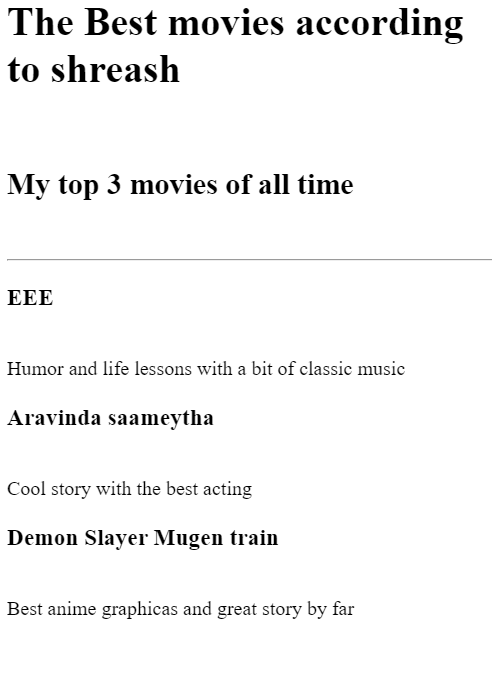 The Best movies according
to shreash
My top 3 movies of all time
EEE
Humor and life lessons with a bit of classic music
Aravinda saameytha
Cool story with the best acting
Demon Slayer Mugen train
Best anime graphicas and great story by far